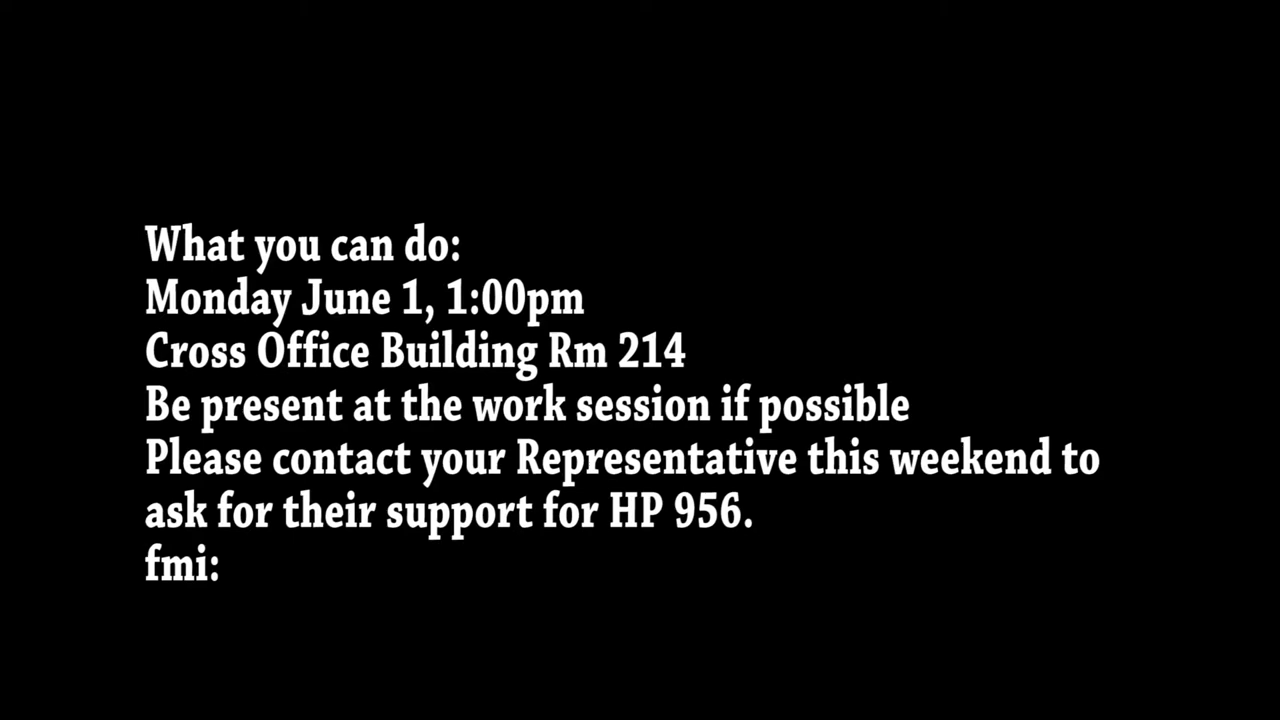 What you can do:
Monday June 1, 1:00pm
Cross Office Building Rm 214
Be present at the work session if possible
Please contact your Representative this weekend to
ask for their support for HP 956.
fmi: